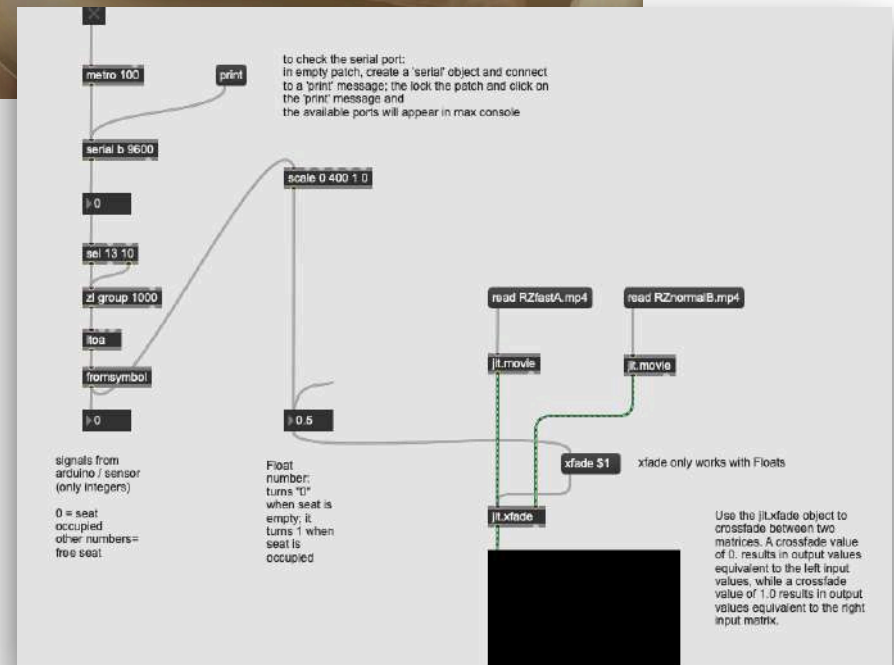 metro 100
print
to check the serial port:
in empty patch, create a 'serial' object and connect
to a 'print' message; the lock the patch and click on
the 'print' message and
the available ports will appear in max console
serial b 9600
scale 0 400 1 0
0
sel 13 10
zl group 1000
itoa
fromsymbol
0
0.5
read RZfastA.mp4
read RZnormalB.mp4
jit.movie
jit.movie
signals from
arduino / sensor
(only integers)
0 = seat
occupied
other numbers=
free seat
Float
number:
turns "0"
when seat is
empty; it
turns 1 when
seat is
occupied
xfade $1
xfade only works with Floats
jit.xfade
Use the jit.xfade object to
crossfade between two
matrices. A crossfade value
of 0. results in output values
equivalent to the left input
values, while a crossfade
value of 1.0 results in output
values equivalent to the right
input matrix.